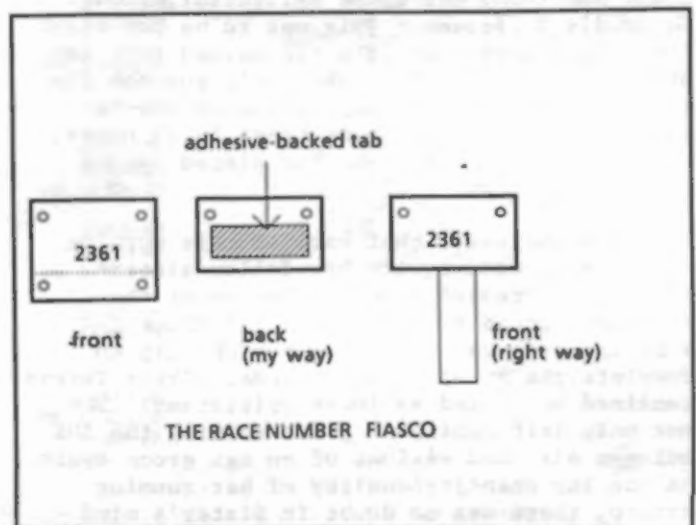 adhesive-backed tab
2361
2361
front
back
(my way)
front
(right way)
THE RACE NUMBER FIASCO